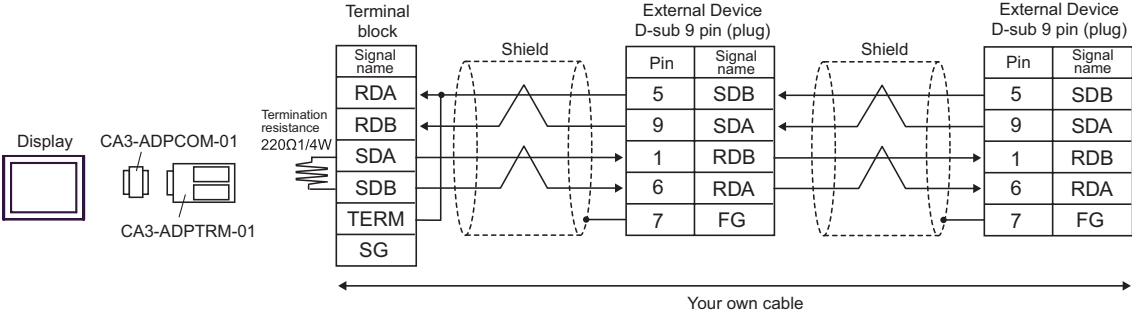 Terminal
block
External Device
D-sub 9 pin (plug)
External Device
D-sub 9 pin (plug)
Signal
name
Shield
Pin
Signal
name
Shield
Pin
Signal
name
RDA
5
SDB
5
SDB
Termination
resistance
220Ω1/4W
RDB
9
SDA
9
SDA
Display
CA3-ADPCOM-01
SDA
1
RDB
1
RDB
SDB
6
RDA
6
RDA
CA3-ADPTRM-01
TERM
7
FG
7
FG
SG
Your own cable